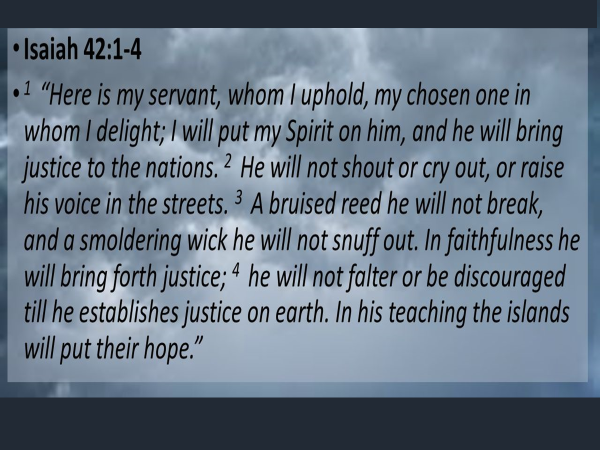 • Isaiah 42:1-4
• 1 “Here is my servant, whom I uphold, my chosen one in
whom I delight; I will put my Spirit on him, and he will bring
justice to the nations. 2 He will not shout or cry out, or raise
his voice in the streets. 3 A bruised reed he will not break,
and a smoldering wick he will not snuff out. In faithfulness he
will bring forth justice; 4 he will not falter or be discouraged
till he establishes justice on earth. In his teaching the islands
will put their hope.”